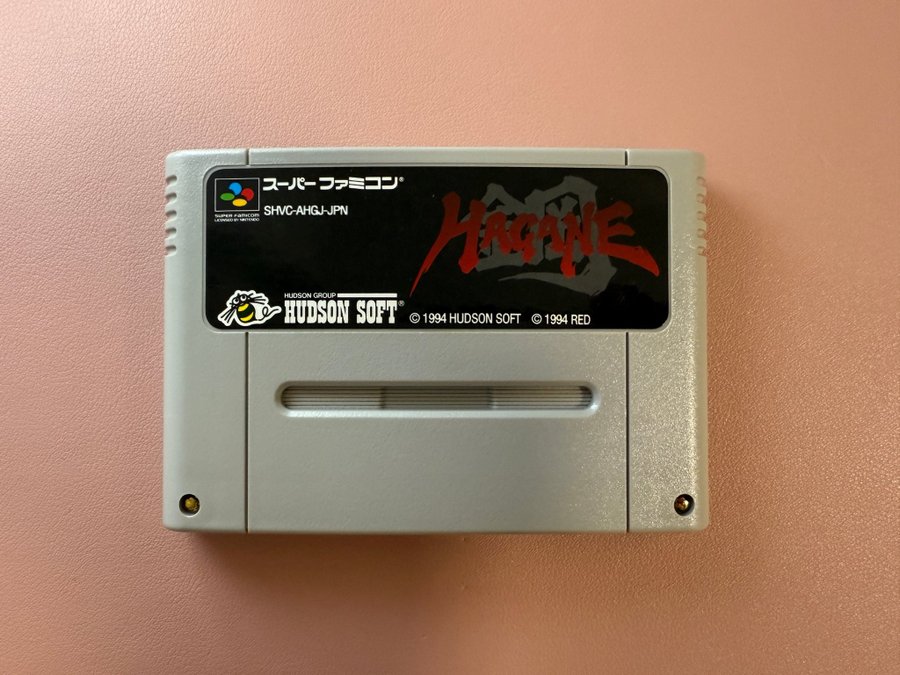 スーパーファミコン®
SUPER FAMICOM
LICENSED BY NINTENDO
SHVC-AHGJ-JPN
鋼
HAGANE
HUDSON GROUP
HUDSON SOFT®
© 1994 HUDSON SOFT © 1994 RED